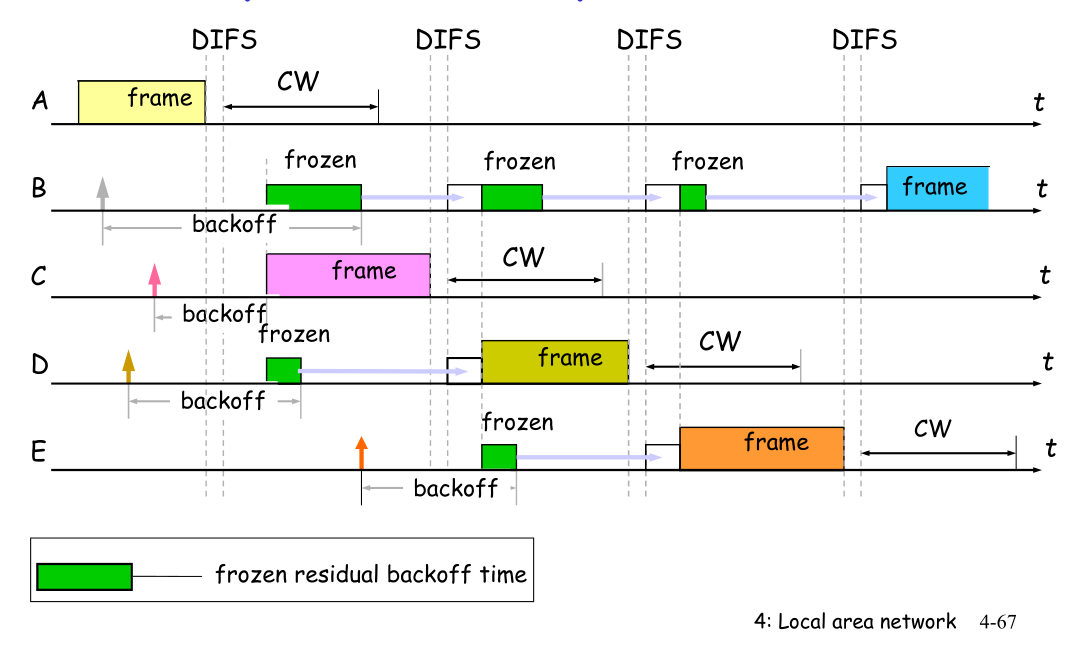 DIFS DIFS DIFS DIFS
A frame CW t
frozen frozen frozen
B frame t
backoff
C frame CW t
backoff
frozen
D frame CW t
backoff
frozen
E frame CW t
backoff
frozen residual backoff time
4: Local area network 4-67